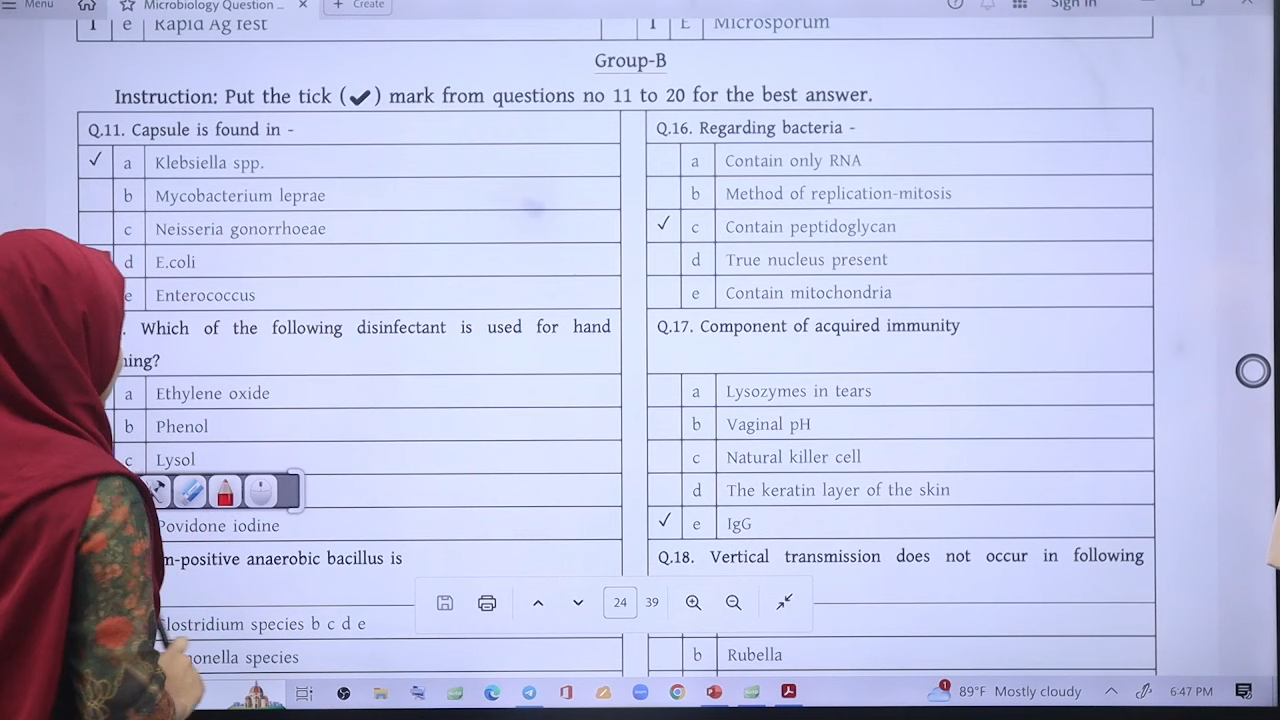 Menu
Microbiology Question ...
Create
Sign in
e Rapid Ag Test
E Microsporum
Group-B
Instruction: Put the tick (✔) mark from questions no 11 to 20 for the best answer.
Q.11. Capsule is found in -
✓ a Klebsiella spp.
b Mycobacterium leprae
c Neisseria gonorrhoeae
d E.coli
e Enterococcus
Which of the following disinfectant is used for hand
a Ethylene oxide
b Phenol
c Lysol
Povidone iodine
m-positive anaerobic bacillus is
lostridium species b c d e
onella species
Q.16. Regarding bacteria -
a Contain only RNA
b Method of replication-mitosis
✓ c Contain peptidoglycan
d True nucleus present
e Contain mitochondria
Q.17. Component of acquired immunity
a Lysozymes in tears
b Vaginal pH
c Natural killer cell
d The keratin layer of the skin
✓ e IgG
Q.18. Vertical transmission does not occur in following
b Rubella
24 39
1
89°F Mostly cloudy
6:47 PM